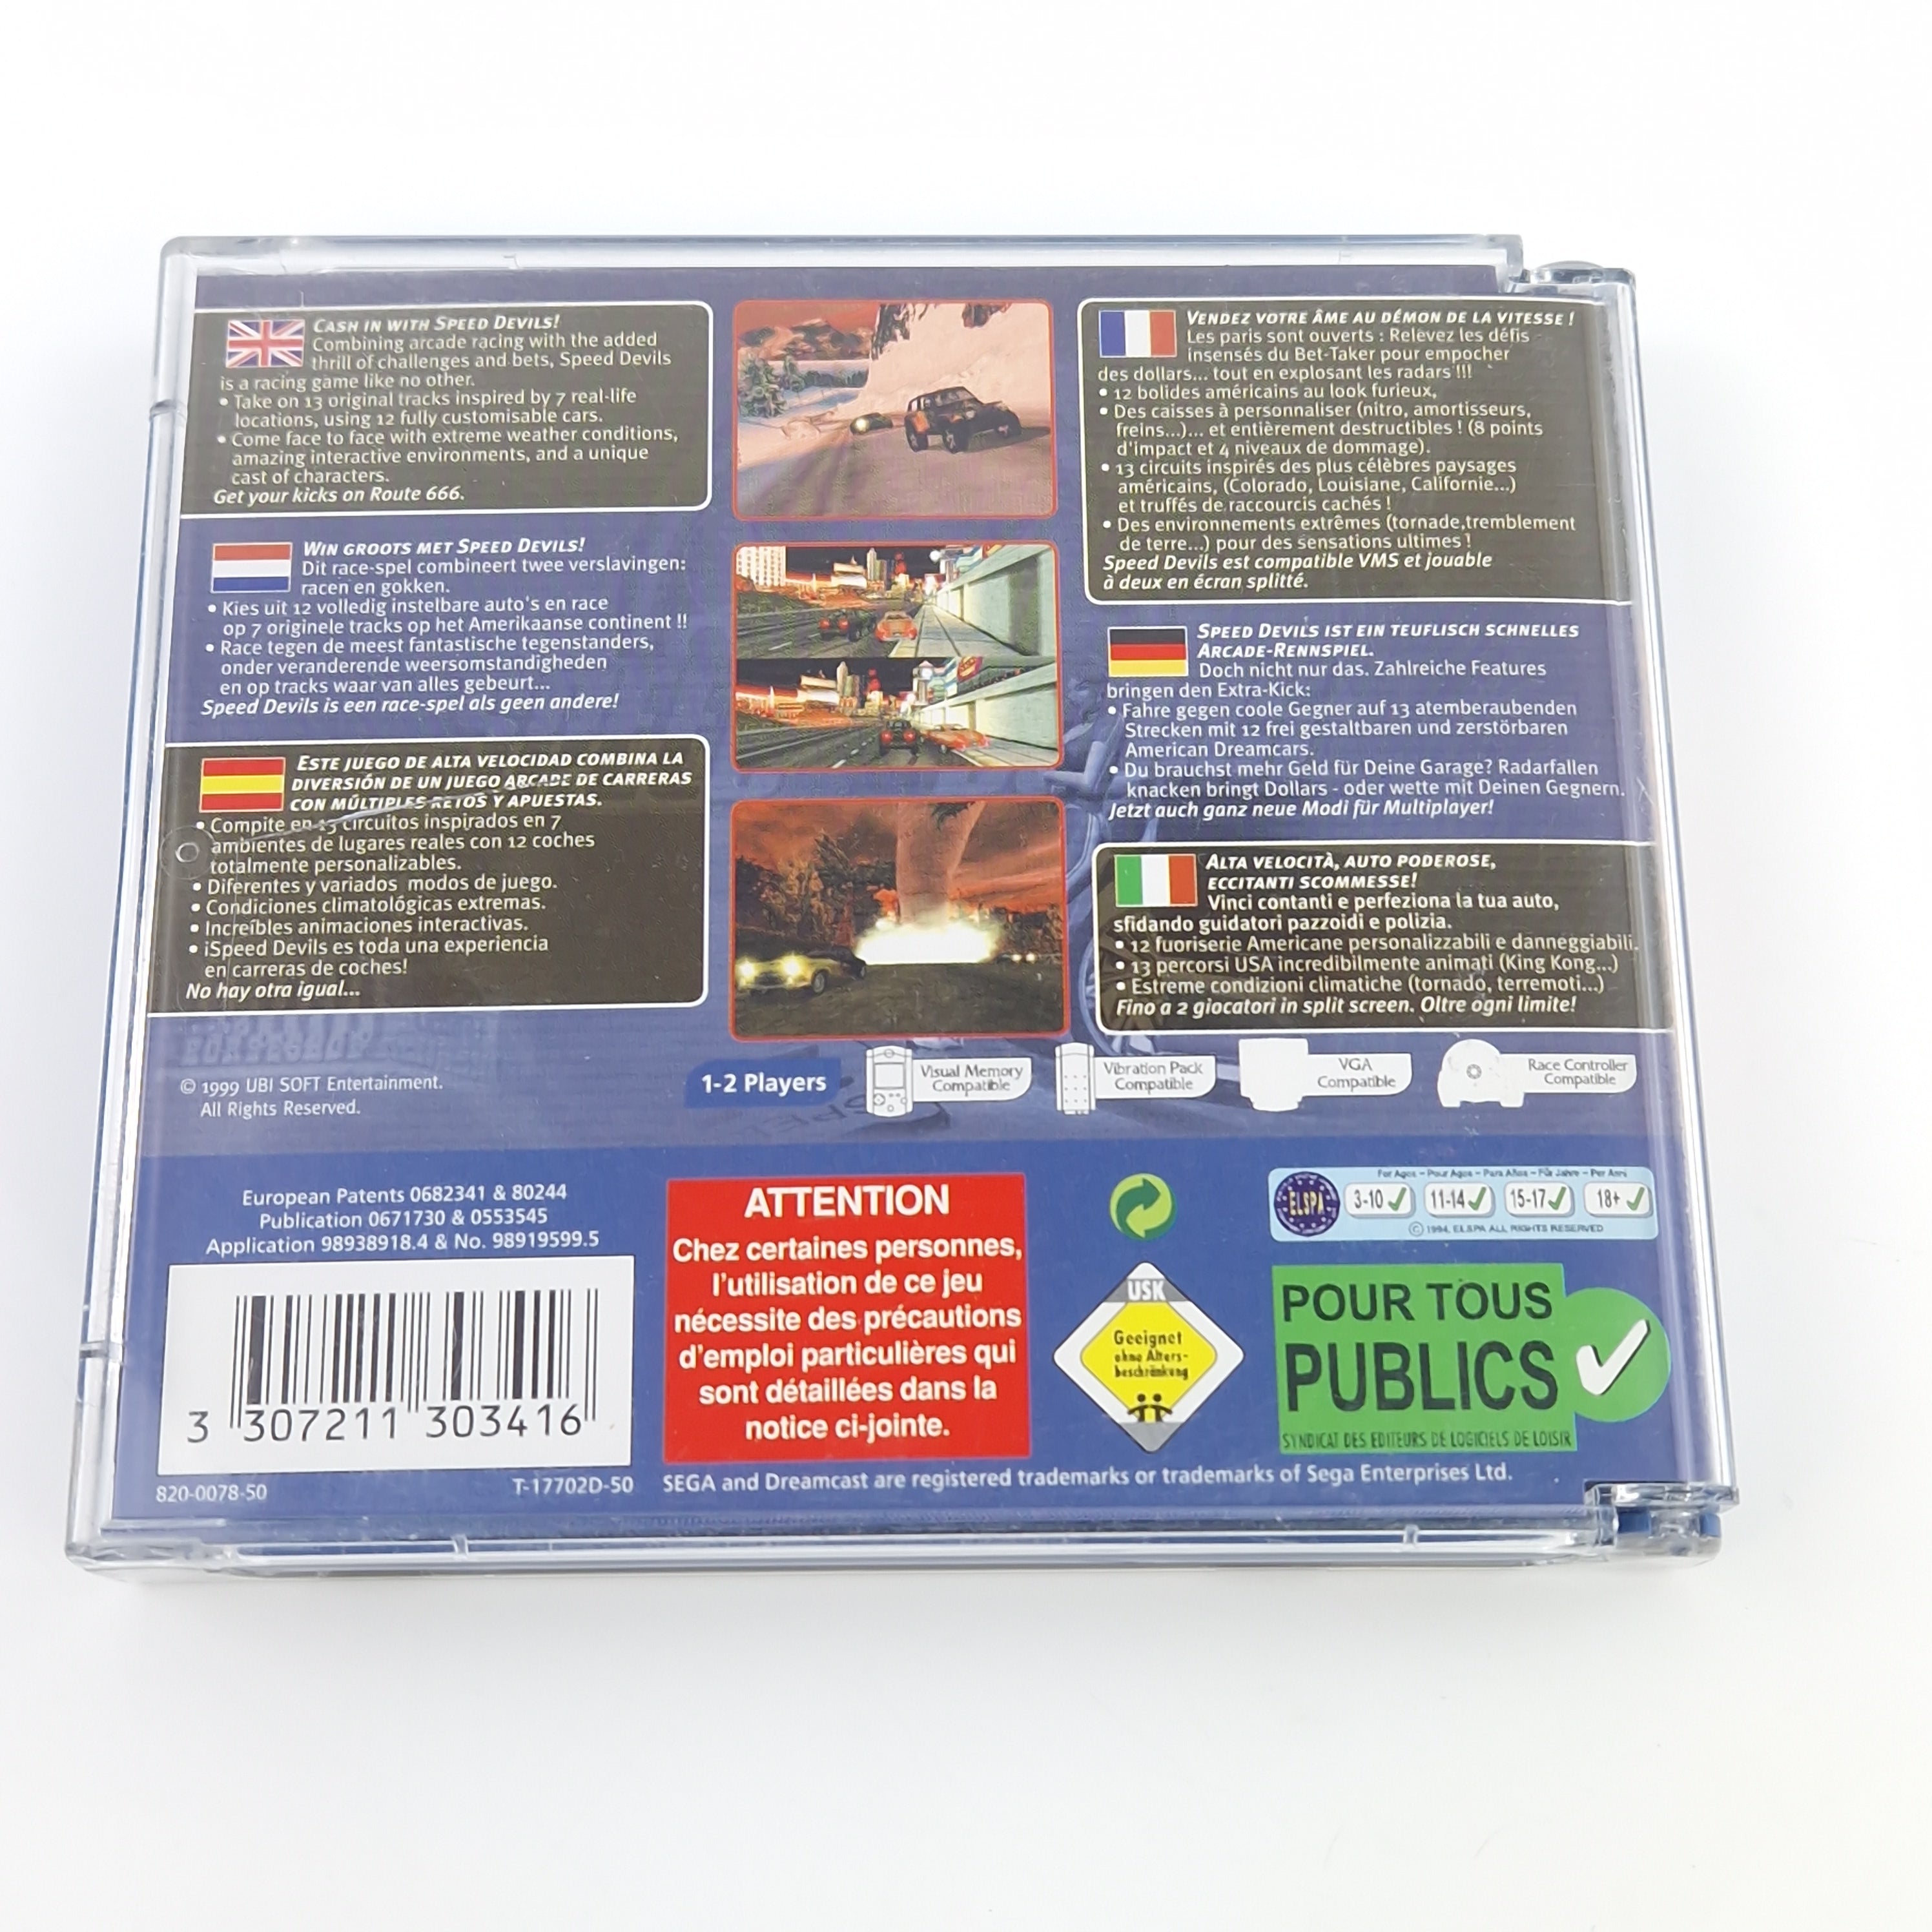 CASH IN WITH SPEED DEVILS!
Combining arcade racing with the added
thrill of challenges and bets, Speed Devils
is a racing game like no other.
• Take on 13 original tracks inspired by 7 real-life
locations, using 12 fully customisable cars.
• Come face to face with extreme weather conditions,
amazing interactive environments, and a unique
cast of characters.
Get your kicks on Route 666.
WIN GROOTS MET SPEED DEVILS!
Dit race-spel combineert twee verslavingen:
racen en gokken.
• Kies uit 12 volledig instelbare auto's en race
op 7 originele tracks op het Amerikaanse continent !!
• Race tegen de meest fantastische tegenstanders,
onder veranderende weersomstandigheden
en op tracks waar van alles gebeurt...
Speed Devils is een race-spel als geen andere!
ESTE JUEGO DE ALTA VELOCIDAD COMBINA LA
DIVERSIÓN DE UN JUEGO ARCADE DE CARRERAS
CON MÚLTIPLES RETOS Y APUESTAS.
• Compite en 13 circuitos inspirados en 7
ambientes de lugares reales con 12 coches
totalmente personalizables.
• Diferentes y variados modos de juego.
• Condiciones climatológicas extremas.
• Increíbles animaciones interactivas.
• ¡Speed Devils es toda una experiencia
en carreras de coches!
No hay otra igual...
VENDEZ VOTRE ÂME AU DÉMON DE LA VITESSE !
Les paris sont ouverts : Relevez les défis
insensés du Bet-Taker pour empocher
des dollars... tout en explosant les radars !!!
• 12 bolides américains au look furieux,
• Des caisses à personnaliser (nitro, amortisseurs,
freins...)... et entièrement destructibles ! (8 points
d'impact et 4 niveaux de dommage).
• 13 circuits inspirés des plus célèbres paysages
américains, (Colorado, Louisiane, Californie...)
et truffés de raccourcis cachés !
• Des environnements extrêmes (tornade,tremblement
de terre...) pour des sensations ultimes !
Speed Devils est compatible VMS et jouable
à deux en écran splitté.
SPEED DEVILS IST EIN TEUFLISCH SCHNELLES
ARCADE-RENNSPIEL.
Doch nicht nur das. Zahlreiche Features
bringen den Extra-Kick:
• Fahre gegen coole Gegner auf 13 atemberaubenden
Strecken mit 12 frei gestaltbaren und zerstörbaren
American Dreamcars.
• Du brauchst mehr Geld für Deine Garage? Radarfallen
knacken bringt Dollars - oder wette mit Deinen Gegnern.
Jetzt auch ganz neue Modi für Multiplayer!
ALTA VELOCITÀ, AUTO PODEROSE,
ECCITANTI SCOMMESSE!
Vinci contanti e perfeziona la tua auto,
sfidando guidatori pazzoidi e polizia.
• 12 fuoriserie Americane personalizzabili e danneggiabili.
• 13 percorsi USA incredibilmente animati (King Kong...)
• Estreme condizioni climatiche (tornado, terremoti...)
Fino a 2 giocatori in split screen. Oltre ogni limite!
© 1999 UBI SOFT Entertainment.
All Rights Reserved.
1-2 Players
Visual Memory
Compatible
Vibration Pack
Compatible
VGA
Compatible
Race Controller
Compatible
European Patents 0682341 & 80244
Publication 0671730 & 0553545
Application 98938918.4 & No. 98919599.5
3 307211 303416
820-0078-50
T-17702D-50
ATTENTION
Chez certaines personnes,
l'utilisation de ce jeu
nécessite des précautions
d'emploi particulières qui
sont détaillées dans la
notice ci-jointe.
USK
Geeignet
ohne Alters-
beschränkung
For Ages – Pour Ages – Para Años – Für Jahre – Per Anni
ELSPA
3-10 11-14 15-17 18+
© 1994, ELSPA ALL RIGHTS RESERVED
POUR TOUS
PUBLICS
SYNDICAT DES EDITEURS DE LOGICIELS DE LOISIR
SEGA and Dreamcast are registered trademarks or trademarks of Sega Enterprises Ltd.